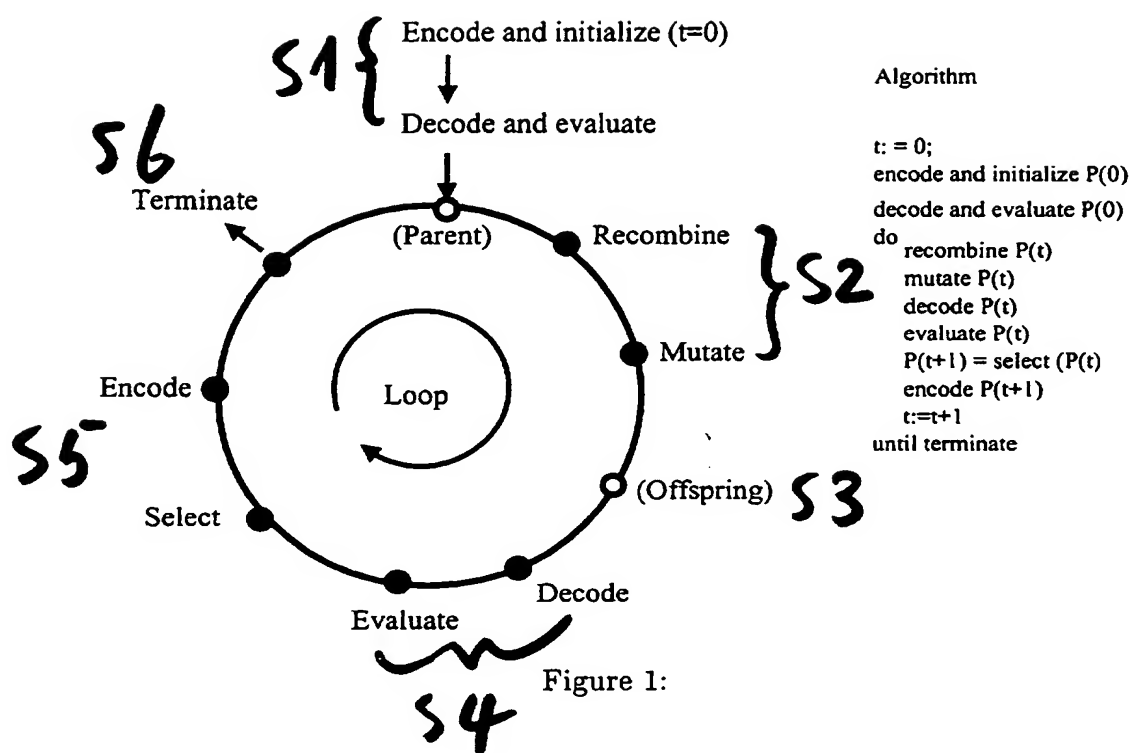 S1
Encode and initialize (t=0)
Decode and evaluate
S6
Terminate
(Parent)
Recombine
S2
Mutate
Encode
Loop
S5
(Offspring) S3
Select
Decode
Evaluate
S4
Figure 1:
Algorithm
t: = 0;
encode and initialize P(0)
decode and evaluate P(0)
do
recombine P(t)
mutate P(t)
decode P(t)
evaluate P(t)
P(t+1) = select (P(t)
encode P(t+1)
t:=t+1
until terminate